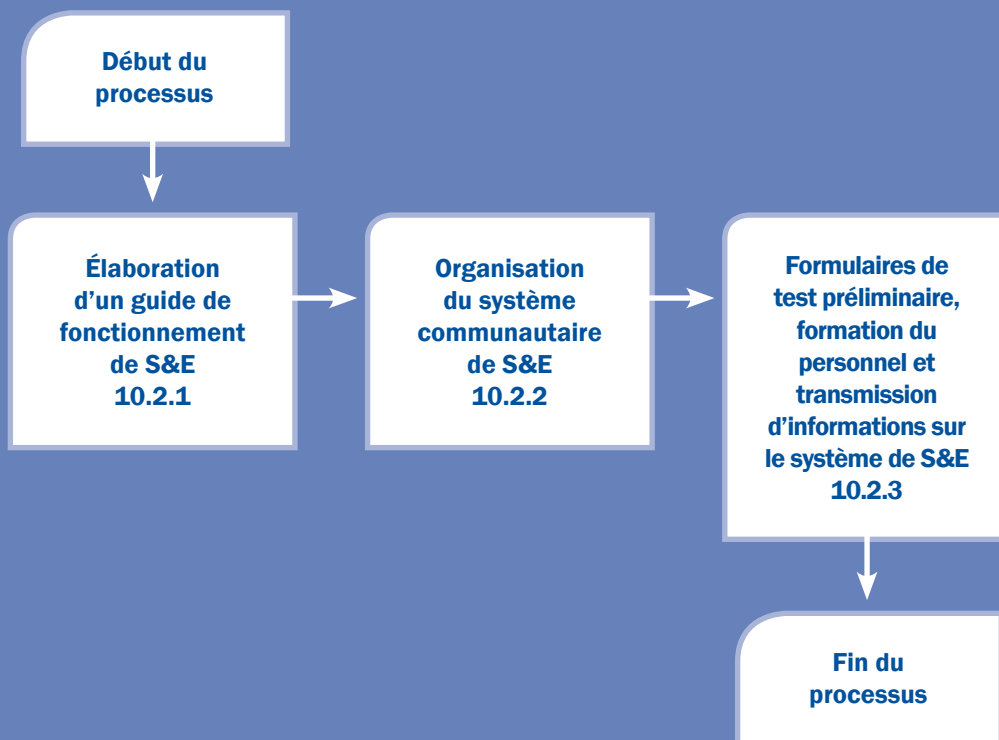 Début du
processus
Élaboration
d’un guide de
fonctionnement
de S&E
10.2.1
Organisation
du système
communautaire
de S&E
10.2.2
Formulaires de
test préliminaire,
formation du
personnel et
transmission
d’informations sur
le système de S&E
10.2.3
Fin du
processus